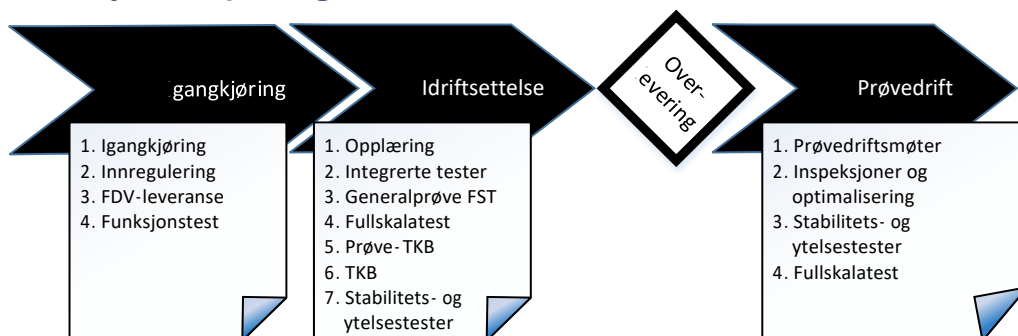 gangkjøring
1. Igangkjøring
2. Innregulering
3. FDV-leveranse
4. Funksjonstest
Idriftsettelse
1. Opplæring
2. Integrerte tester
3. Generalprøve FST
4. Fullskalatest
5. Prøve-TKB
6. TKB
7. Stabilitets- og
ytelsestester
Over-
levering
Prøvedrift
1. Prøvedriftsmøter
2. Inspeksjoner og
optimalisering
3. Stabilitets- og
ytelsestester
4. Fullskalatest